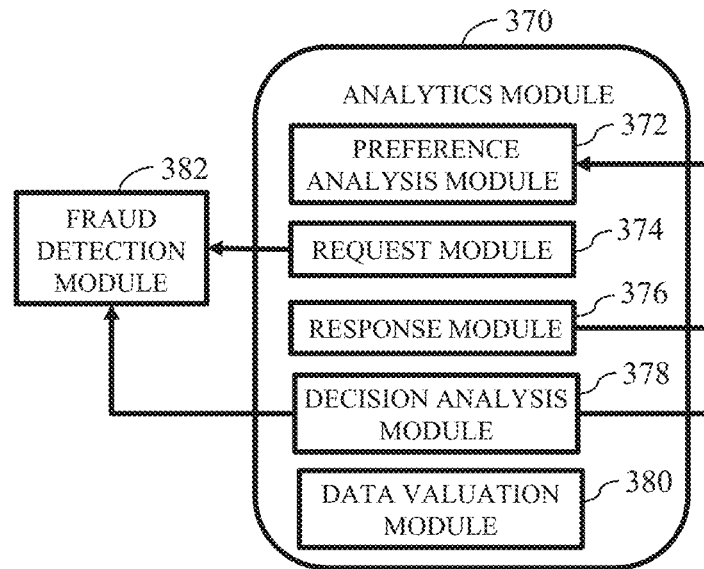 370
ANALYTICS MODULE
372
PREFERENCE
ANALYSIS MODULE
382
FRAUD
DETECTION
MODULE
374
REQUEST MODULE
376
RESPONSE MODULE
378
DECISION ANALYSIS
MODULE
380
DATA VALUATION
MODULE